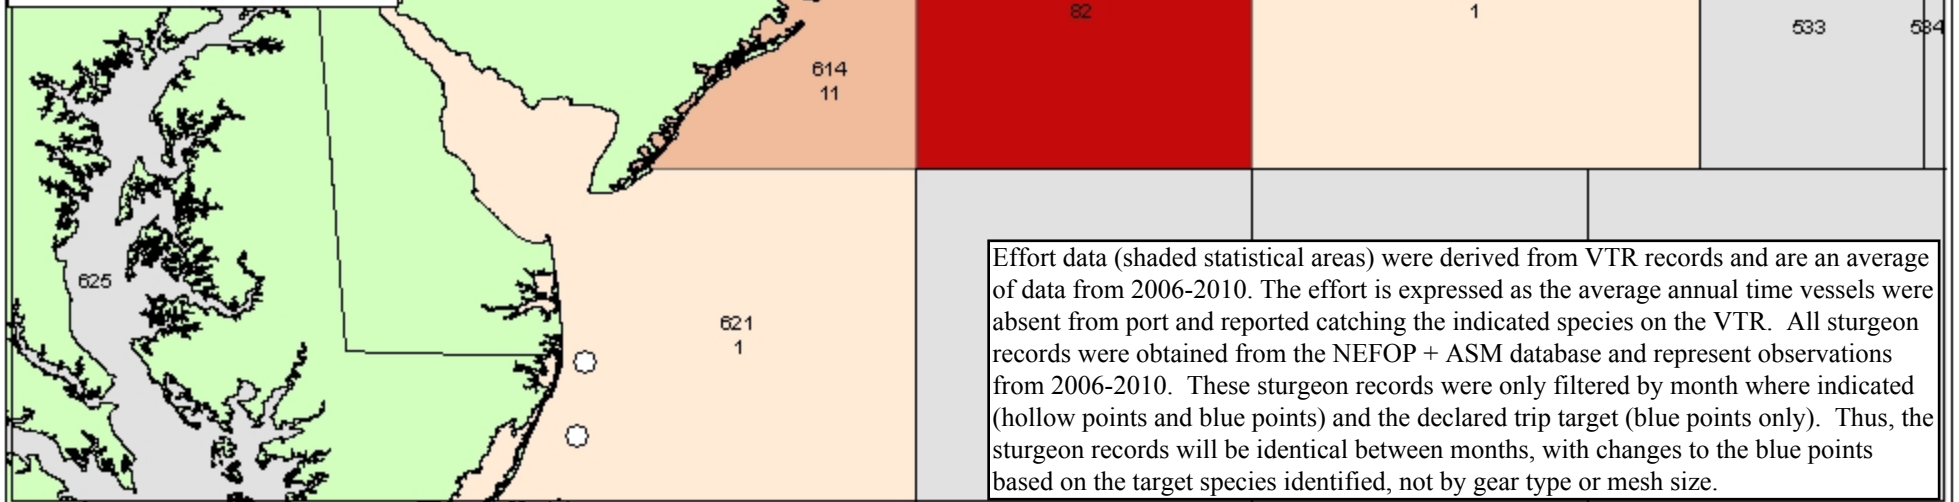 82
1
533
534
614
11
625
621
1
Effort data (shaded statistical areas) were derived from VTR records and are an average
of data from 2006-2010. The effort is expressed as the average annual time vessels were
absent from port and reported catching the indicated species on the VTR.  All sturgeon
records were obtained from the NEFOP + ASM database and represent observations
from 2006-2010.  These sturgeon records were only filtered by month where indicated
(hollow points and blue points) and the declared trip target (blue points only).  Thus, the
sturgeon records will be identical between months, with changes to the blue points
based on the target species identified, not by gear type or mesh size.